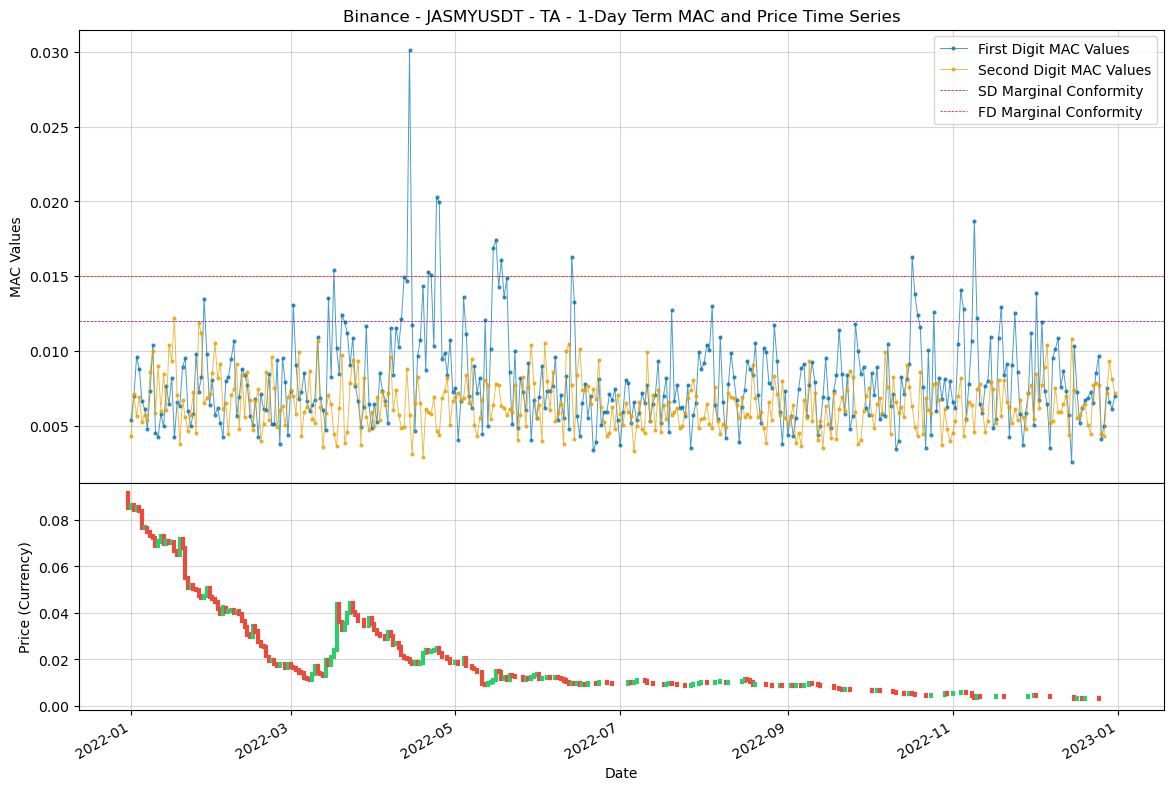 Binance - JASMYUSDT - TA - 1-Day Term MAC and Price Time Series
First Digit MAC Values
Second Digit MAC Values
SD Marginal Conformity
FD Marginal Conformity
MAC Values
0.030
0.025
0.020
0.015
0.010
0.005
Price (Currency)
0.08
0.06
0.04
0.02
0.00
2022-01
2022-03
2022-05
2022-07
2022-09
2022-11
2023-01
Date